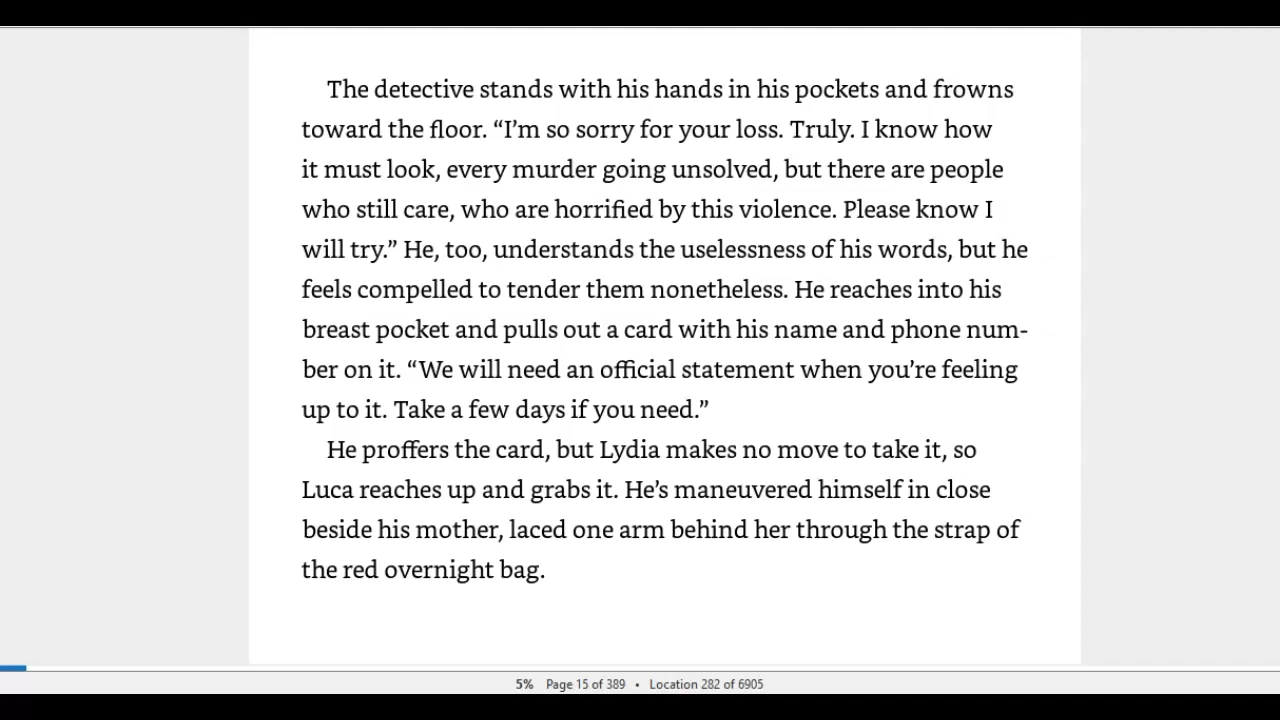 The detective stands with his hands in his pockets and frowns
toward the floor. “I’m so sorry for your loss. Truly. I know how
it must look, every murder going unsolved, but there are people
who still care, who are horrified by this violence. Please know I
will try.” He, too, understands the uselessness of his words, but he
feels compelled to tender them nonetheless. He reaches into his
breast pocket and pulls out a card with his name and phone num-
ber on it. “We will need an official statement when you’re feeling
up to it. Take a few days if you need.”
He proffers the card, but Lydia makes no move to take it, so
Luca reaches up and grabs it. He’s maneuvered himself in close
beside his mother, laced one arm behind her through the strap of
the red overnight bag.
5% Page 15 of 389 • Location 282 of 6905